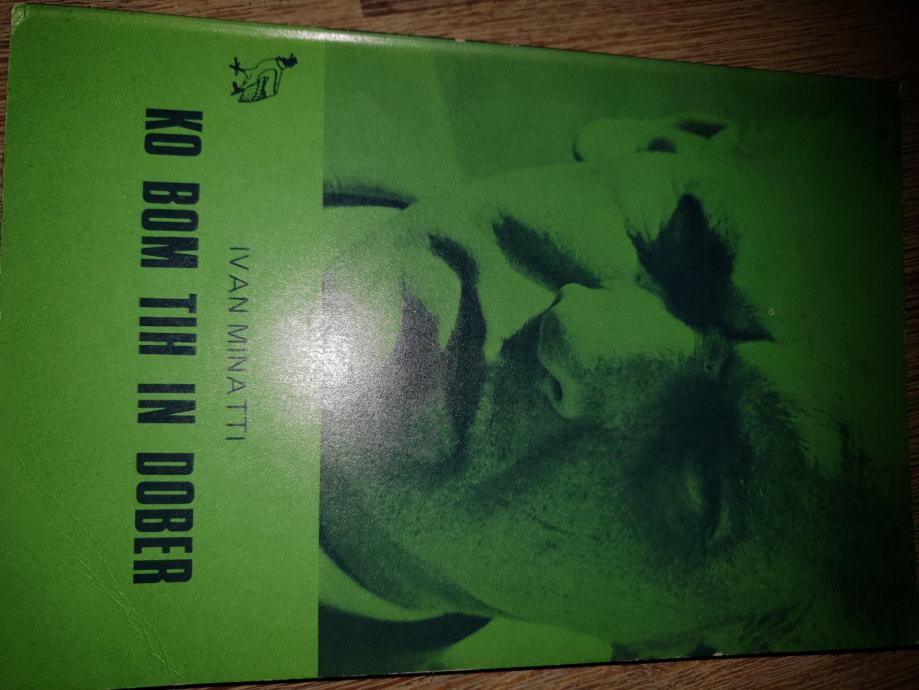 IVAN MINATTI
KO BOM TIH IN DOBER